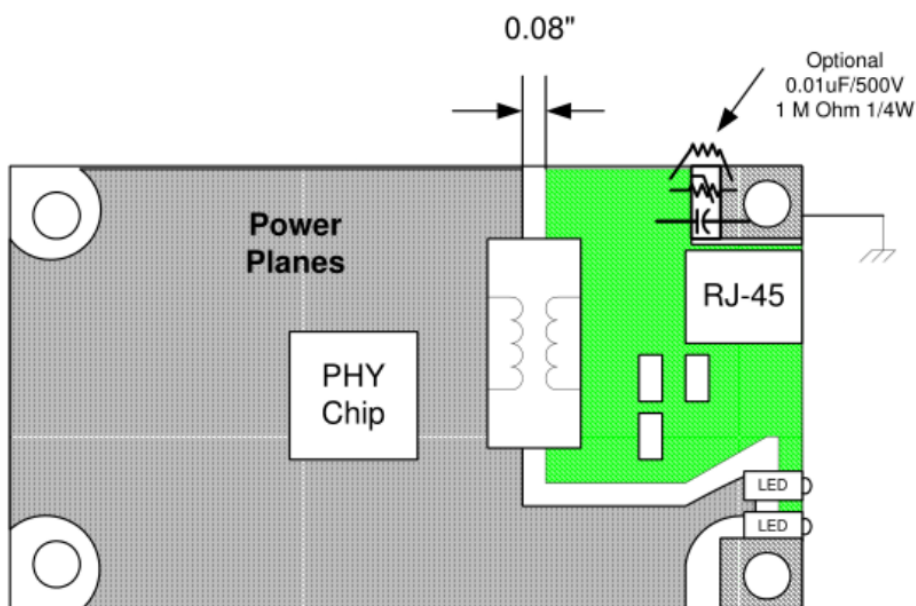 0.08"
Optional
0.01uF/500V
1 M Ohm 1/4W
Power
Planes
RJ-45
PHY
Chip
LED
LED